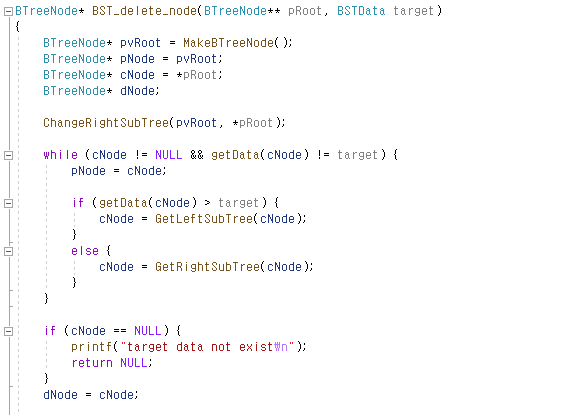 BTreeNode* BST_delete_node(BTreeNode** pRoot, BSTData target)
{
BTreeNode* pvRoot = MakeBTreeNode();
BTreeNode* pNode = pvRoot;
BTreeNode* cNode = *pRoot;
BTreeNode* dNode;
ChangeRightSubTree(pvRoot, *pRoot);
while (cNode != NULL && getData(cNode) != target) {
pNode = cNode;
if (getData(cNode) > target) {
cNode = GetLeftSubTree(cNode);
}
else {
cNode = GetRightSubTree(cNode);
}
}
if (cNode == NULL) {
printf("target data not exist₩n");
return NULL;
}
dNode = cNode;